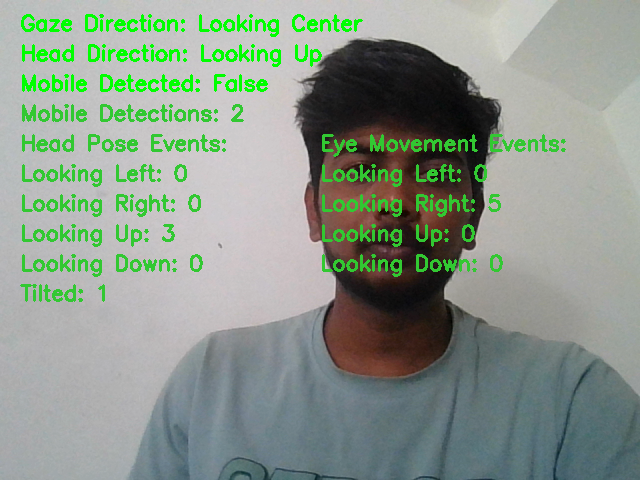 Gaze Direction: Looking Center
Head Direction: Looking Up
Mobile Detected: False
Mobile Detections: 2
Head Pose Events:
Looking Left: 0
Looking Right: 0
Looking Up: 3
Looking Down: 0
Tilted: 1
Eye Movement Events:
Looking Left: 0
Looking Right: 5
Looking Up: 0
Looking Down: 0